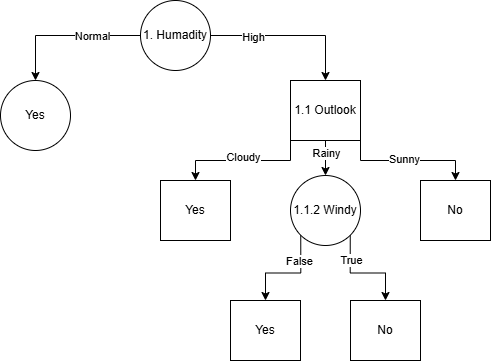 Normal
1. Humadity
High
Yes
1.1 Outlook
Cloudy
Rainy
Sunny
Yes
1.1.2 Windy
No
False
True
Yes
No